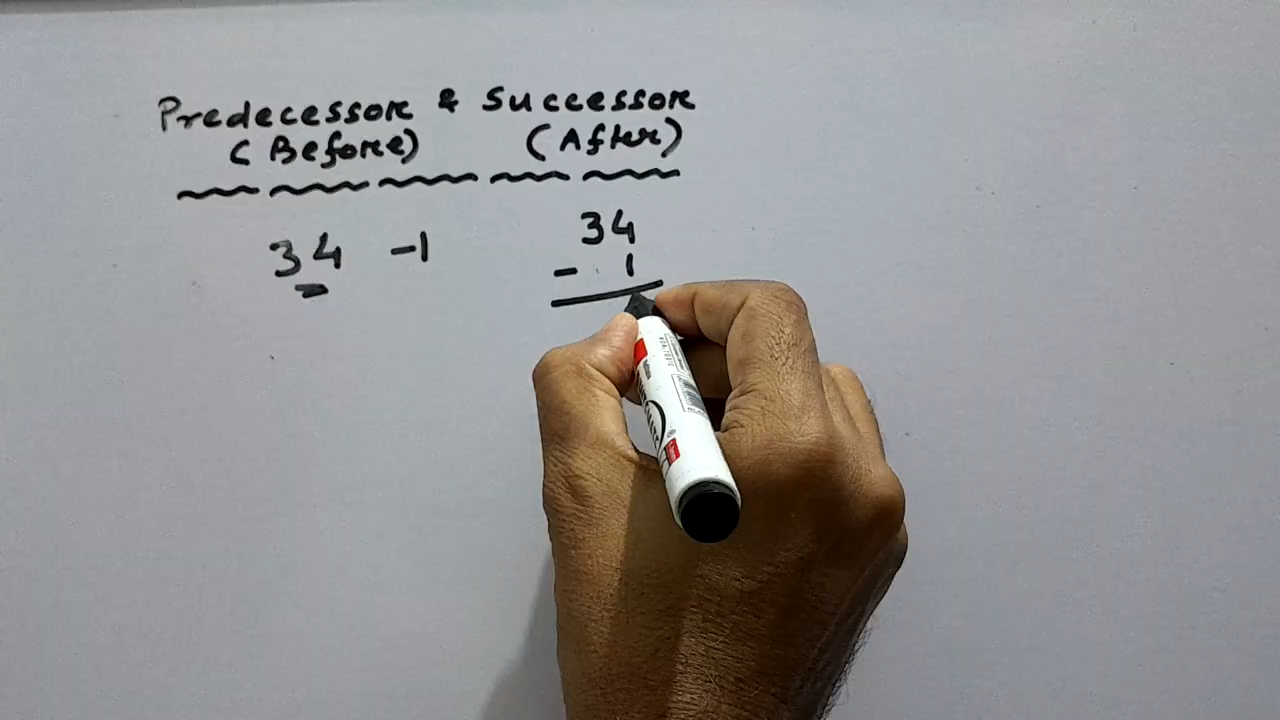 Predecessor & Successor
(Before) (After)
34 -1 34
- 1